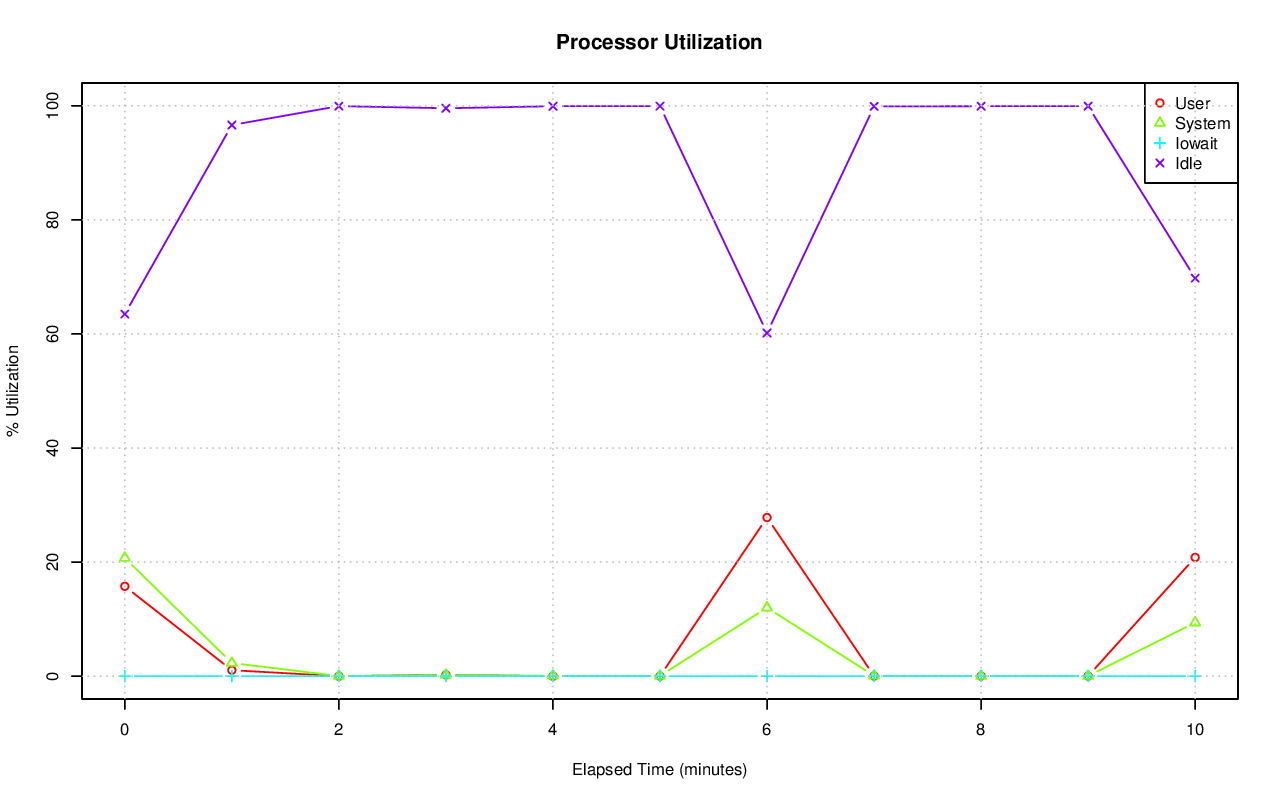 Processor Utilization
User
System
Iowait
Idle
100
80
60
40
20
0
% Utilization
0 2 4 6 8 10
Elapsed Time (minutes)